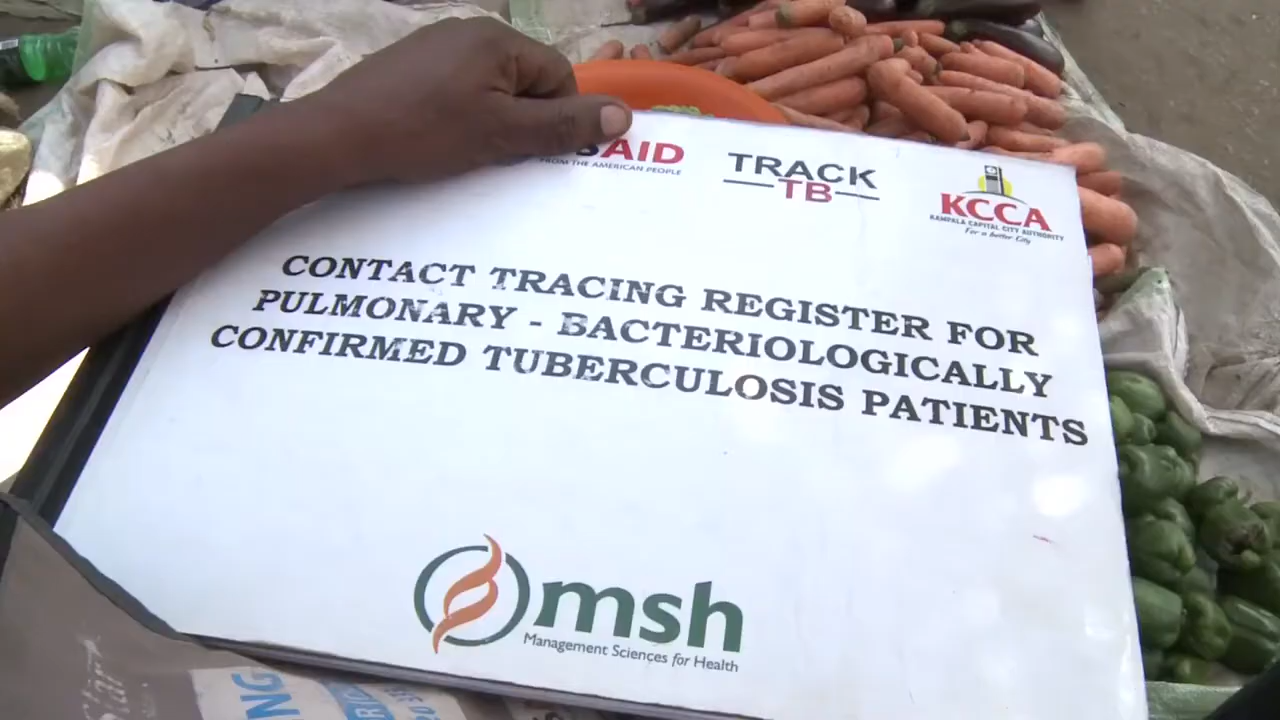 SAID
FROM THE AMERICAN PEOPLE
TRACK
TB
KCCA
KAMPALA CAPITAL CITY AUTHORITY
For a better City
CONTACT TRACING REGISTER FOR
PULMONARY - BACTERIOLOGICALLY
CONFIRMED TUBERCULOSIS PATIENTS
msh
Management Sciences for Health